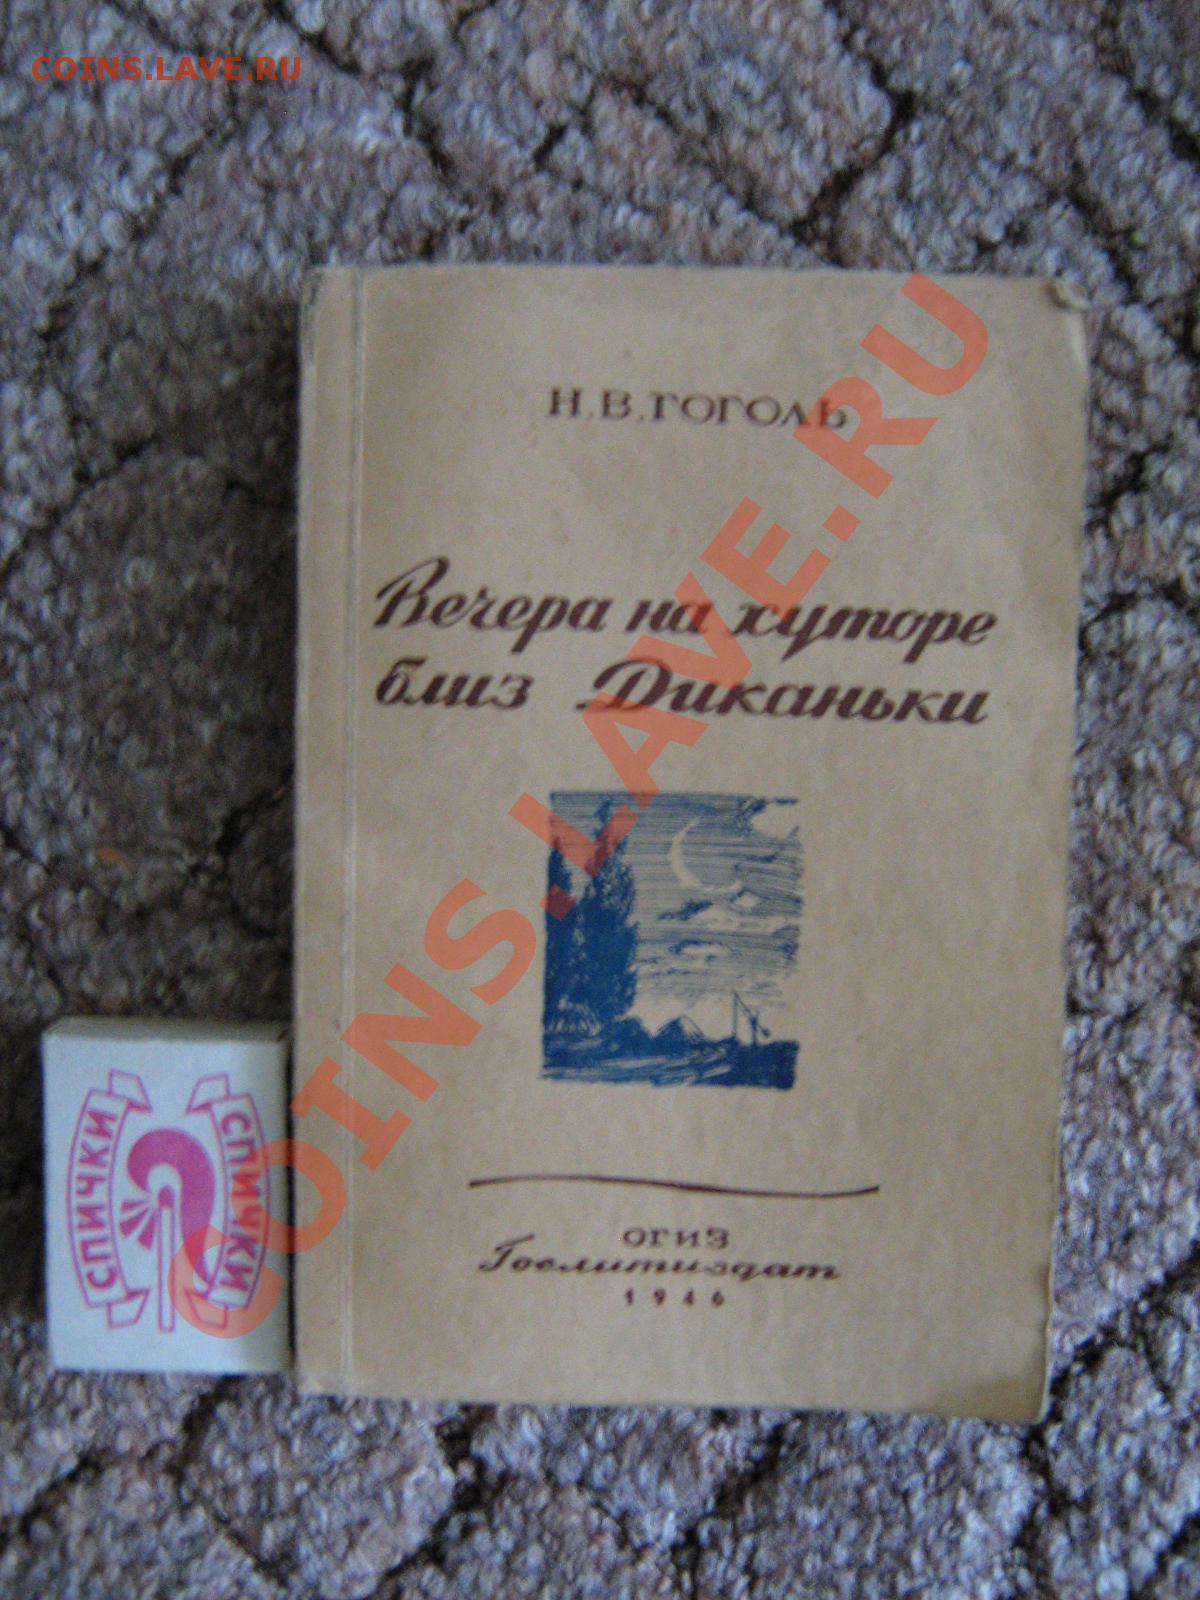 COINS.LAVE.RU
Н.В.ГОГОЛЬ
Вечера на хуторе
близ Диканьки
COINS.LAVE.RU
СПИЧКИ
СПИЧКИ
ОГИЗ
Гослитиздат
1946